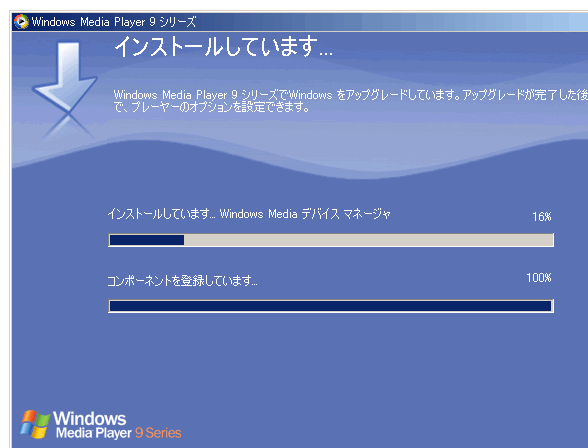 Windows Media Player 9 シリーズ
インストールしています...
Windows Media Player 9 シリーズでWindows をアップグレードしています。アップグレードが完了した後
で、プレーヤーのオプションを設定できます。
インストールしています... Windows Media デバイス マネージャ 16%
コンポーネントを登録しています... 100%
Windows
Media Player 9 Series